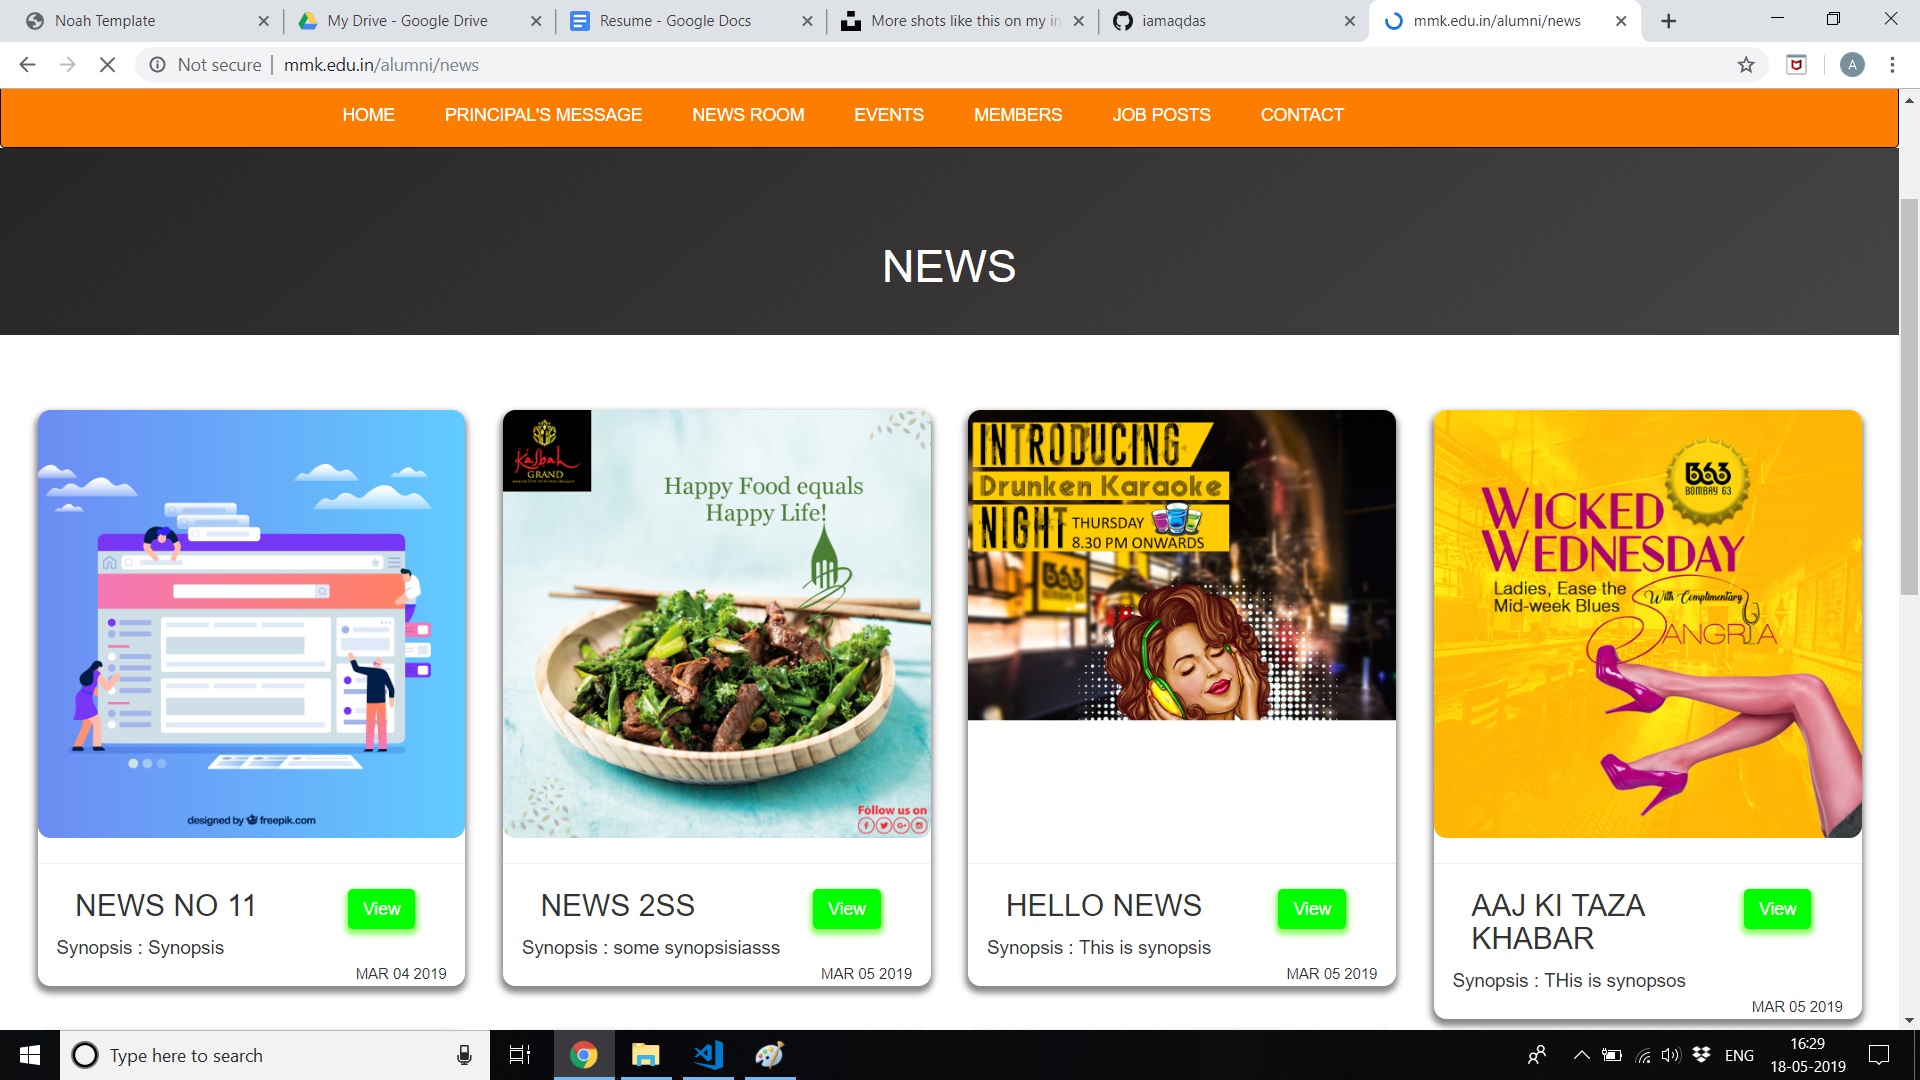 Noah Template
My Drive - Google Drive
Resume - Google Docs
More shots like this on my in
iamaqdas
mmk.edu.in/alumni/news
Not secure | mmk.edu.in/alumni/news
A
HOME
PRINCIPAL'S MESSAGE
NEWS ROOM
EVENTS
MEMBERS
JOB POSTS
CONTACT
NEWS
designed by freepik.com
NEWS NO 11
View
Synopsis : Synopsis
MAR 04 2019
Kasbah
GRAND
Happy Food equals
Happy Life!
Follow us on
NEWS 2SS
View
Synopsis : some synopsisiasss
MAR 05 2019
INTRODUCING
Drunken Karaoke
NIGHT THURSDAY
8.30 PM ONWARDS
B63
HELLO NEWS
View
Synopsis : This is synopsis
MAR 05 2019
B63
BOMBAY 63
WICKED
WEDNESDAY
Ladies, Ease the
Mid-week Blues
With Complimentary
SANGRIA
AAJ KI TAZA
KHABAR
View
Synopsis : THis is synopsos
MAR 05 2019
Type here to search
ENG
16:29
18-05-2019